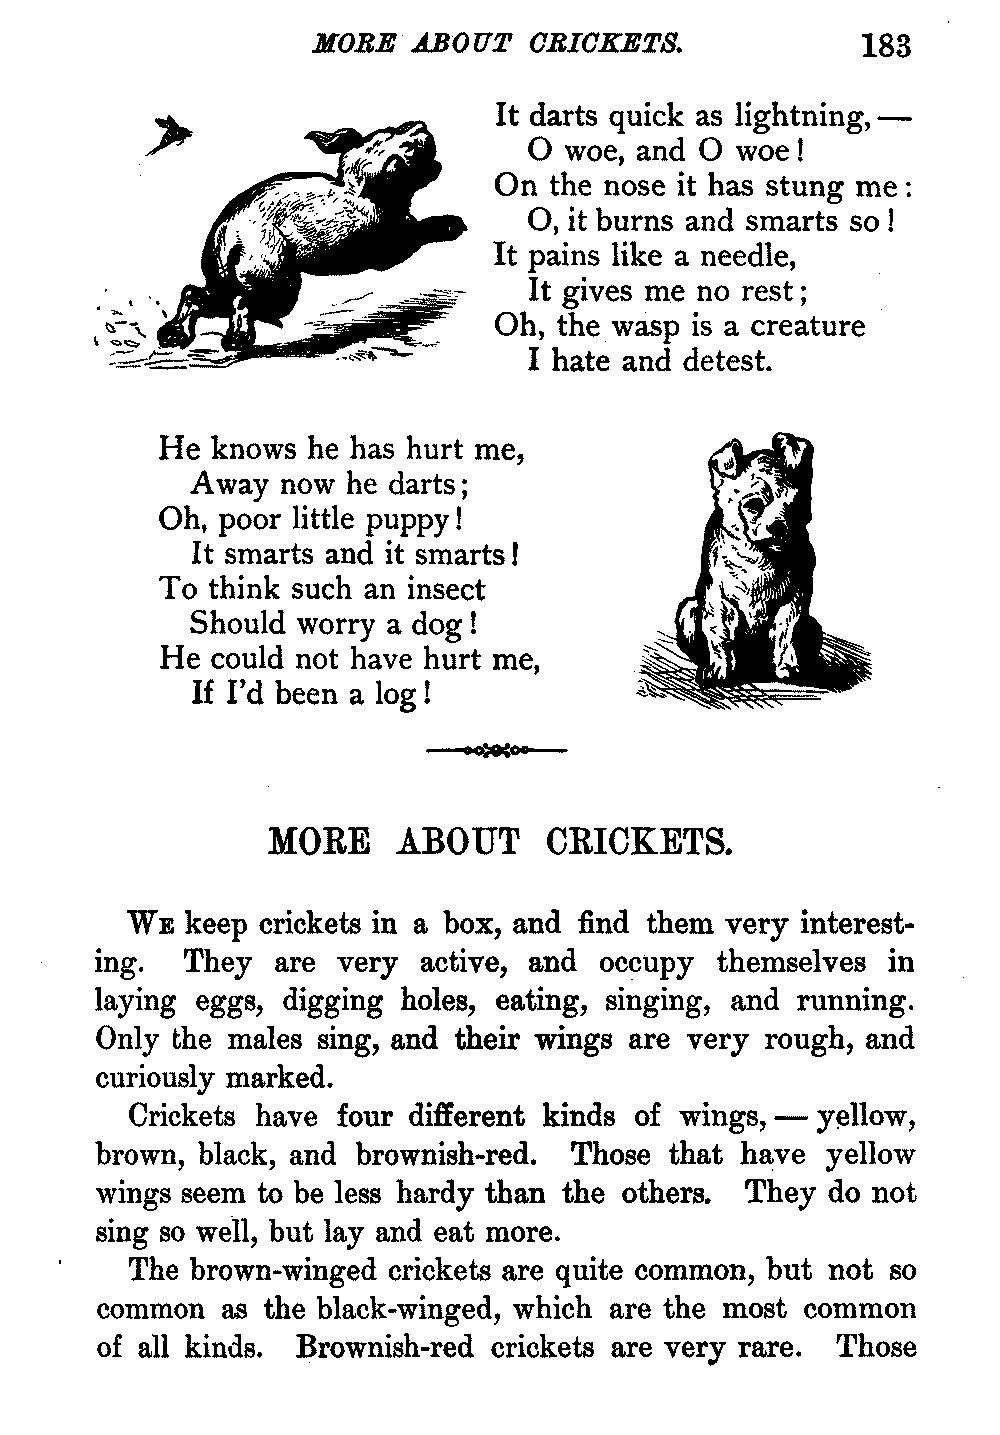 MORE ABOUT CRICKETS. 183
It darts quick as lightning, —
O woe, and O woe!
On the nose it has stung me:
O, it burns and smarts so!
It pains like a needle,
It gives me no rest;
Oh, the wasp is a creature
I hate and detest.
He knows he has hurt me,
Away now he darts;
Oh, poor little puppy!
It smarts and it smarts!
To think such an insect
Should worry a dog!
He could not have hurt me,
If I'd been a log!
MORE ABOUT CRICKETS.
WE keep crickets in a box, and find them very interest-
ing. They are very active, and occupy themselves in
laying eggs, digging holes, eating, singing, and running.
Only the males sing, and their wings are very rough, and
curiously marked.
Crickets have four different kinds of wings, — yellow,
brown, black, and brownish-red. Those that have yellow
wings seem to be less hardy than the others. They do not
sing so well, but lay and eat more.
The brown-winged crickets are quite common, but not so
common as the black-winged, which are the most common
of all kinds. Brownish-red crickets are very rare. Those